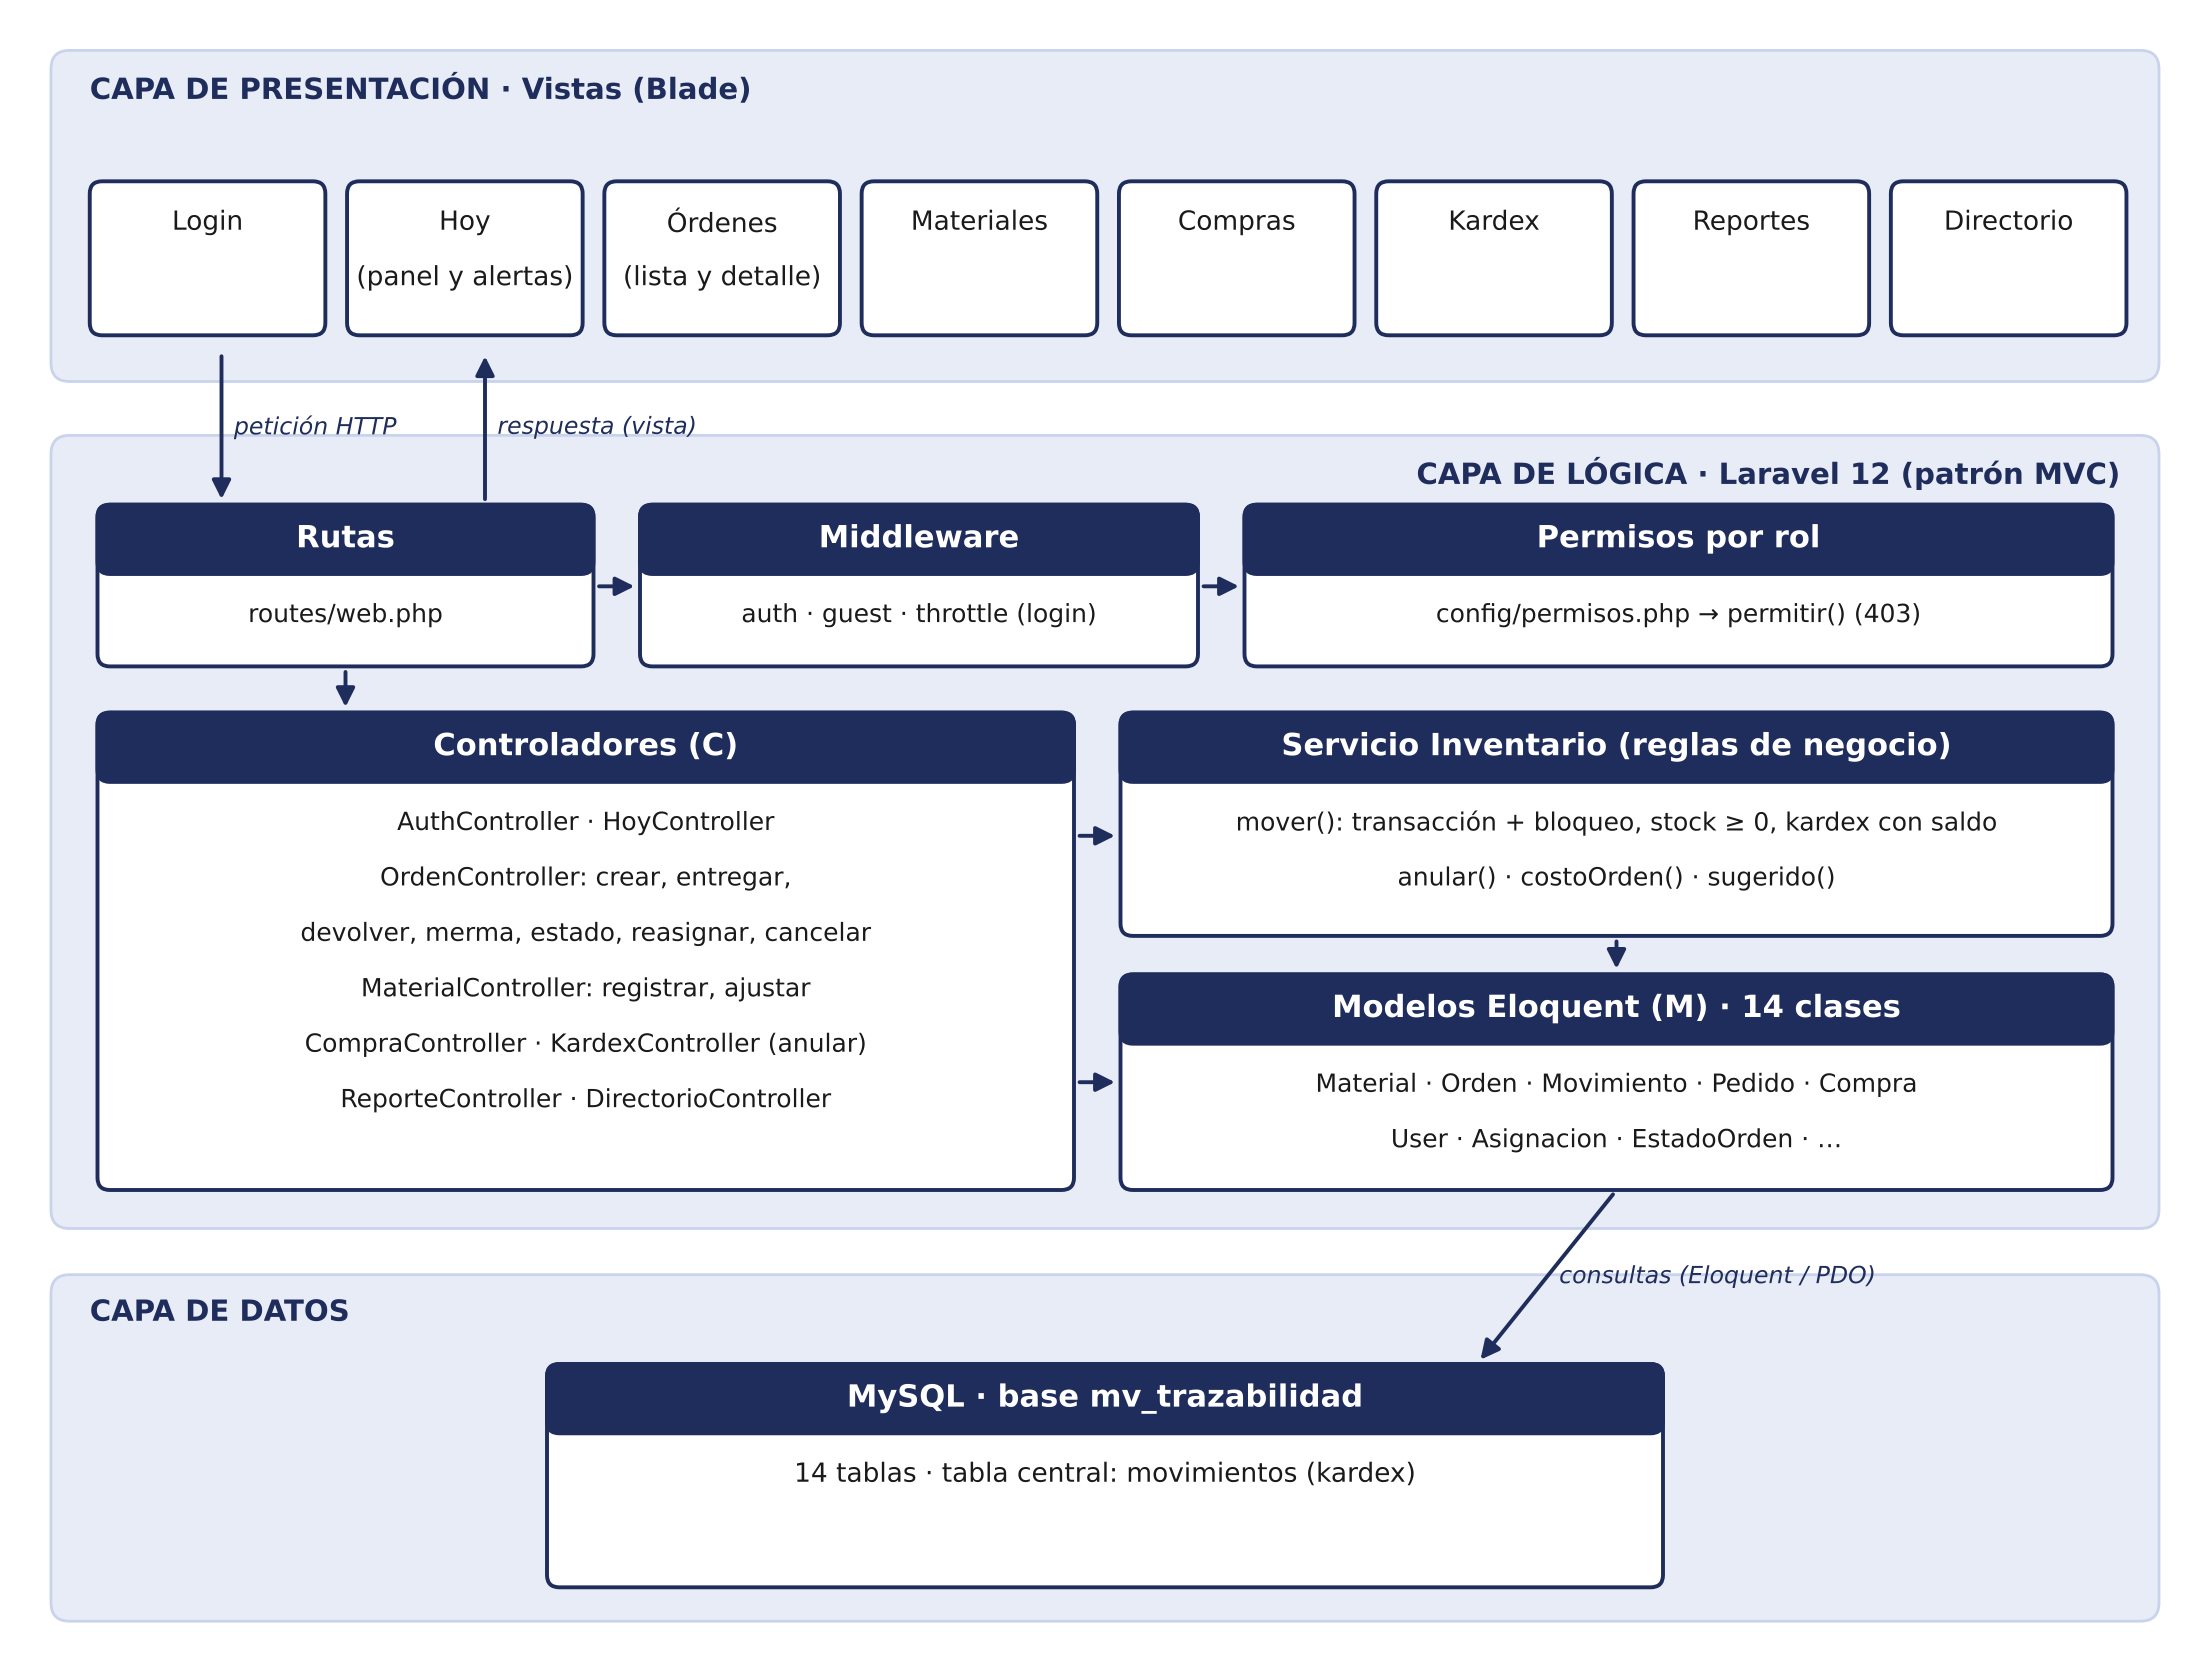 CAPA DE PRESENTACIÓN · Vistas (Blade)
Login
Hoy
(panel y alertas)
Órdenes
(lista y detalle)
Materiales
Compras
Kardex
Reportes
Directorio
petición HTTP
respuesta (vista)
CAPA DE LÓGICA · Laravel 12 (patrón MVC)
Rutas
routes/web.php
Middleware
auth · guest · throttle (login)
Permisos por rol
config/permisos.php → permitir() (403)
Controladores (C)
AuthController · HoyController
OrdenController: crear, entregar,
devolver, merma, estado, reasignar, cancelar
MaterialController: registrar, ajustar
CompraController · KardexController (anular)
ReporteController · DirectorioController
Servicio Inventario (reglas de negocio)
mover(): transacción + bloqueo, stock ≥ 0, kardex con saldo
anular() · costoOrden() · sugerido()
Modelos Eloquent (M) · 14 clases
Material · Orden · Movimiento · Pedido · Compra
User · Asignacion · EstadoOrden · ...
consultas (Eloquent / PDO)
CAPA DE DATOS
MySQL · base mv_trazabilidad
14 tablas · tabla central: movimientos (kardex)